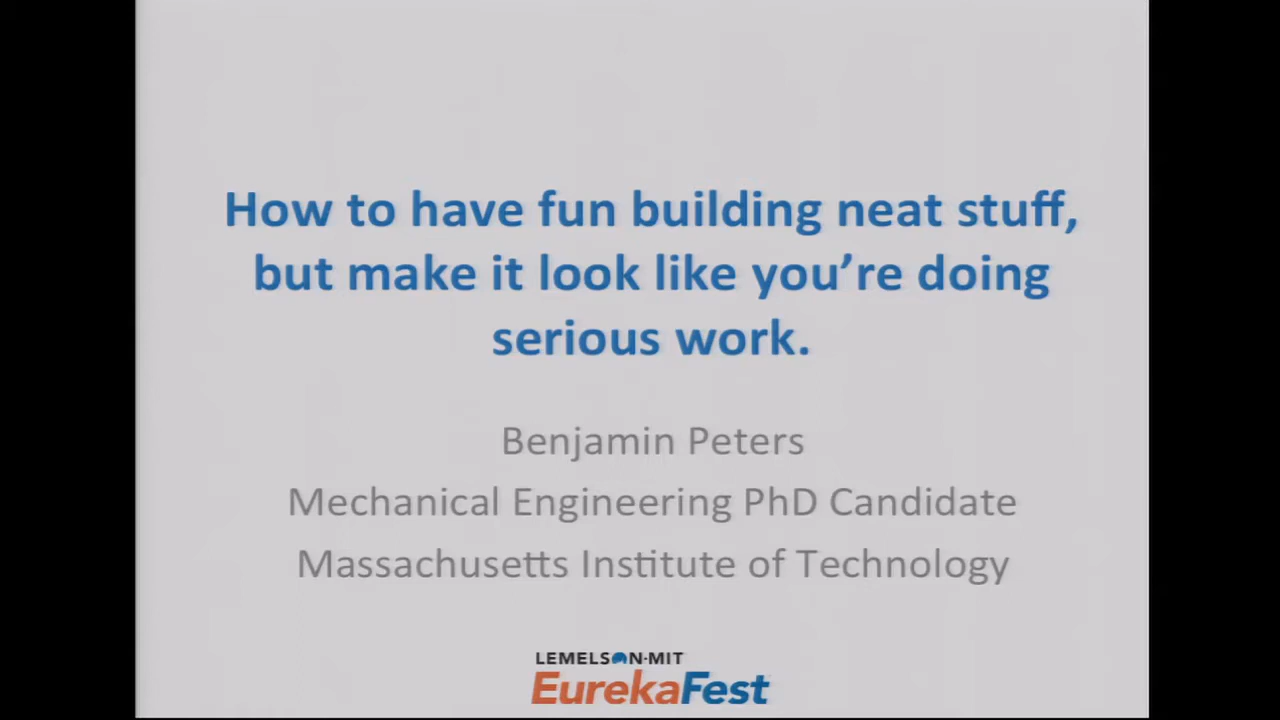 How to have fun building neat stuff,
but make it look like you’re doing
serious work.
Benjamin Peters
Mechanical Engineering PhD Candidate
Massachusetts Institute of Technology
LEMELSON-MIT
EurekaFest